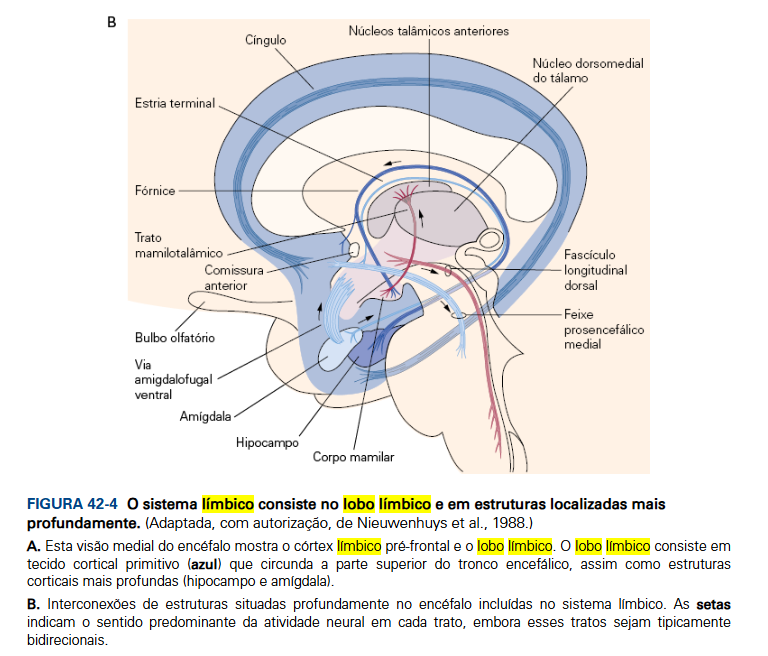 B
Núcleos talâmicos anteriores
Cíngulo
Núcleo dorsomedial
do tálamo
Estria terminal
Fórnice
Trato
mamilotalâmico
Comissura
anterior
Fascículo
longitudinal
dorsal
Feixe
prosencefálico
medial
Bulbo olfatório
Via
amigdalofugal
ventral
Amígdala
Hipocampo
Corpo mamilar
FIGURA 42-4 O sistema límbico consiste no lobo límbico e em estruturas localizadas mais
profundamente. (Adaptada, com autorização, de Nieuwenhuys et al., 1988.)
A. Esta visão medial do encéfalo mostra o córtex límbico pré-frontal e o lobo límbico. O lobo límbico consiste em
tecido cortical primitivo (azul) que circunda a parte superior do tronco encefálico, assim como estruturas
corticais mais profundas (hipocampo e amígdala).
B. Interconexões de estruturas situadas profundamente no encéfalo incluídas no sistema límbico. As setas
indicam o sentido predominante da atividade neural em cada trato, embora esses tratos sejam tipicamente
bidirecionais.